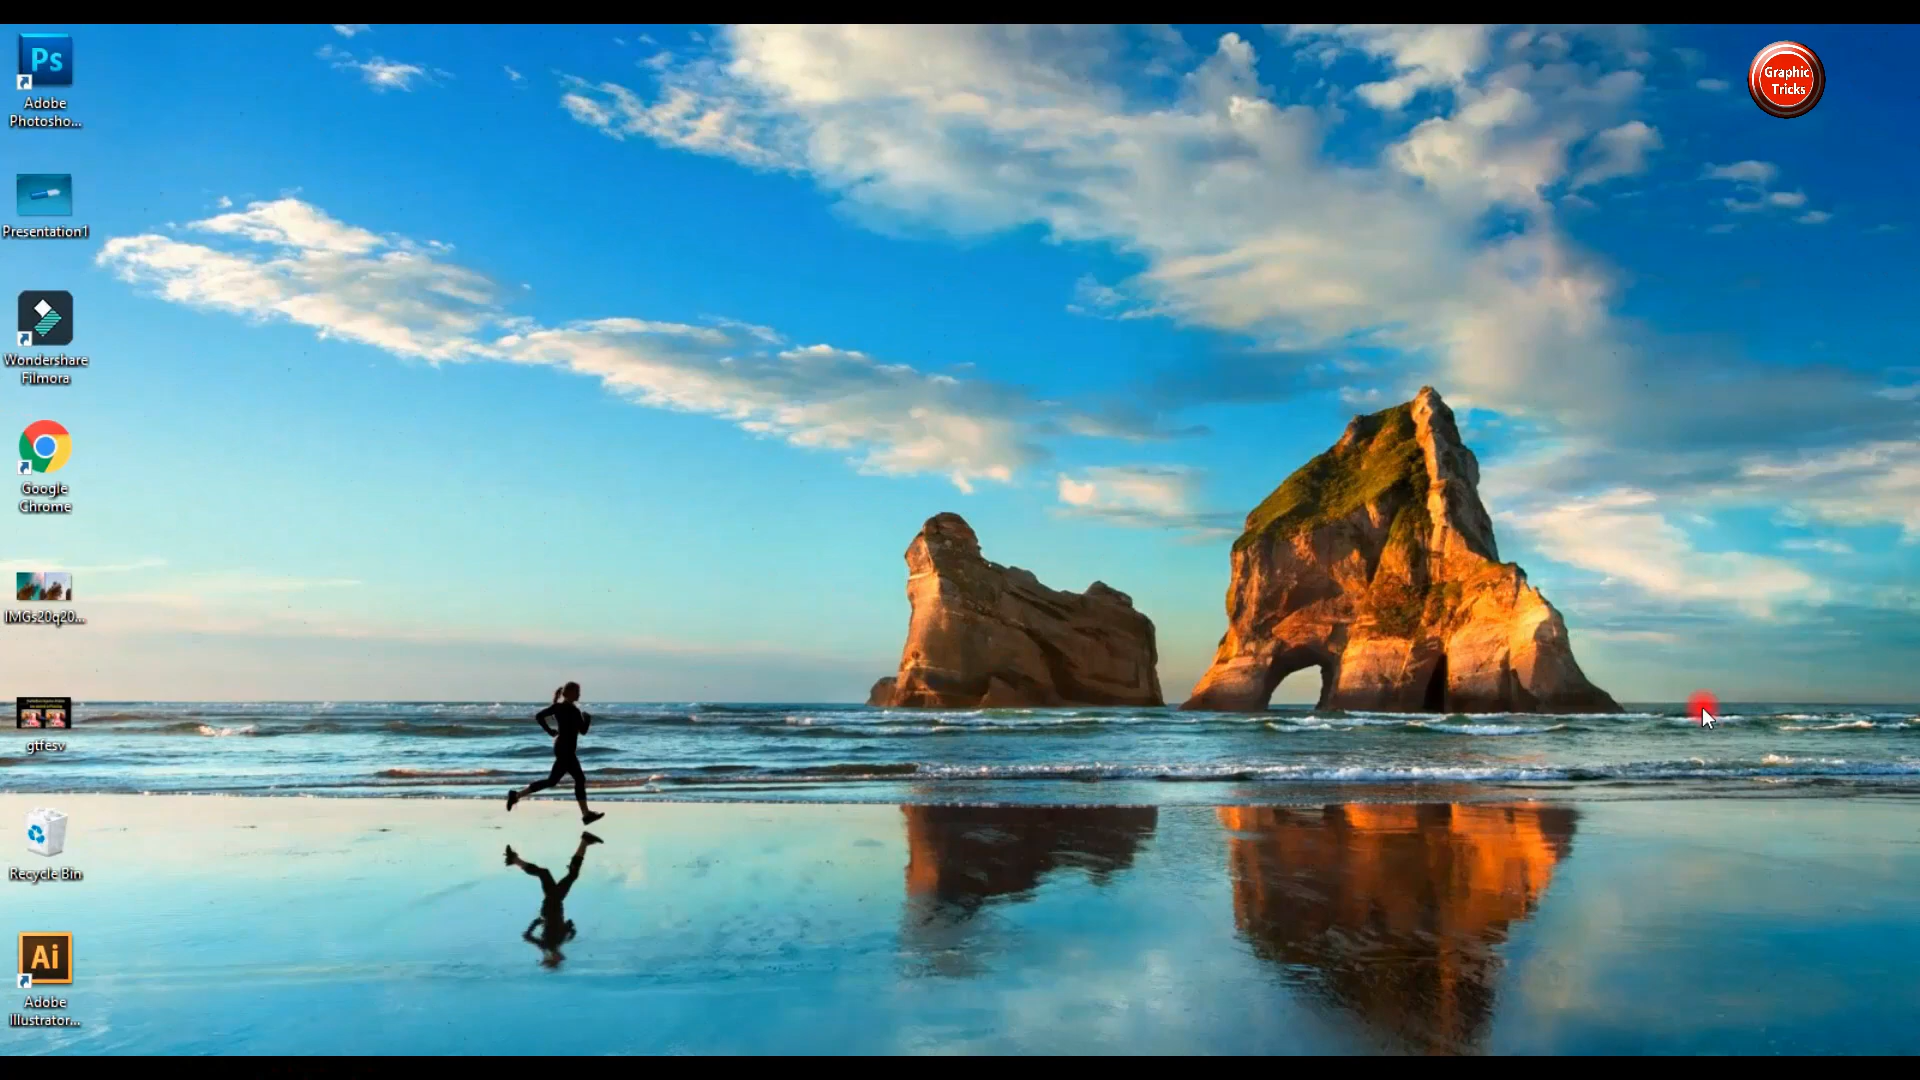 Ps
Adobe
Photosho...
Presentation1
Wondershare
Filmora
Google
Chrome
IMGs20q20...
gtfesv
Recycle Bin
Ai
Adobe
Illustrator...
Graphic
Tricks